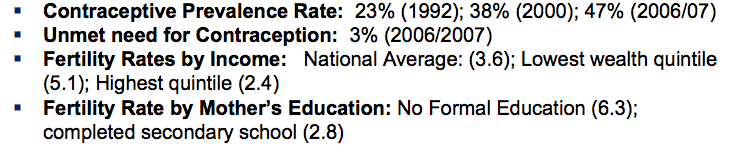 ▪ Contraceptive Prevalence Rate: 23% (1992); 38% (2000); 47% (2006/07)
▪ Unmet need for Contraception: 3% (2006/2007)
▪ Fertility Rates by Income: National Average: (3.6); Lowest wealth quintile
(5.1); Highest quintile (2.4)
▪ Fertility Rate by Mother’s Education: No Formal Education (6.3);
completed secondary school (2.8)